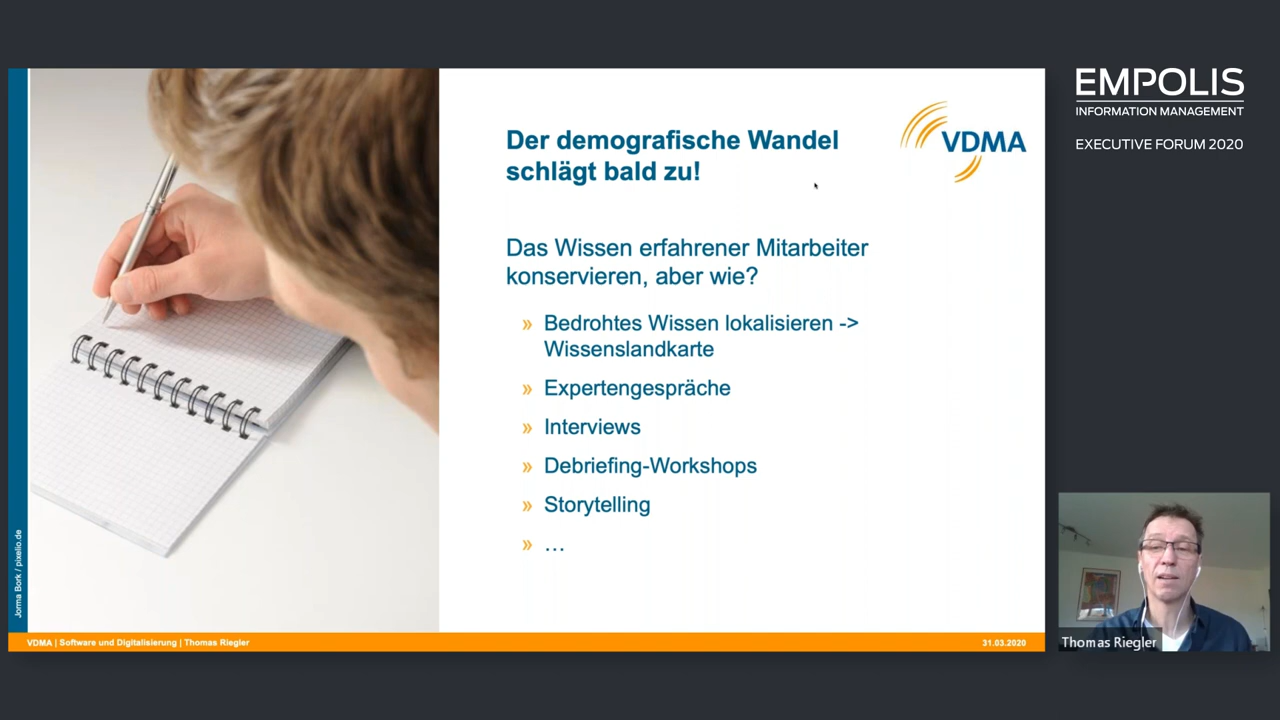 EMPOLIS
INFORMATION MANAGEMENT
EXECUTIVE FORUM 2020
VDMA
Der demografische Wandel
schlägt bald zu!
Das Wissen erfahrener Mitarbeiter
konservieren, aber wie?
» Bedrohtes Wissen lokalisieren ->
Wissenslandkarte
» Expertengespräche
» Interviews
» Debriefing-Workshops
» Storytelling
» …
Jorma Bork / pixelio.de
VDMA | Software und Digitalisierung | Thomas Riegler
31.03.2020
Thomas Riegler